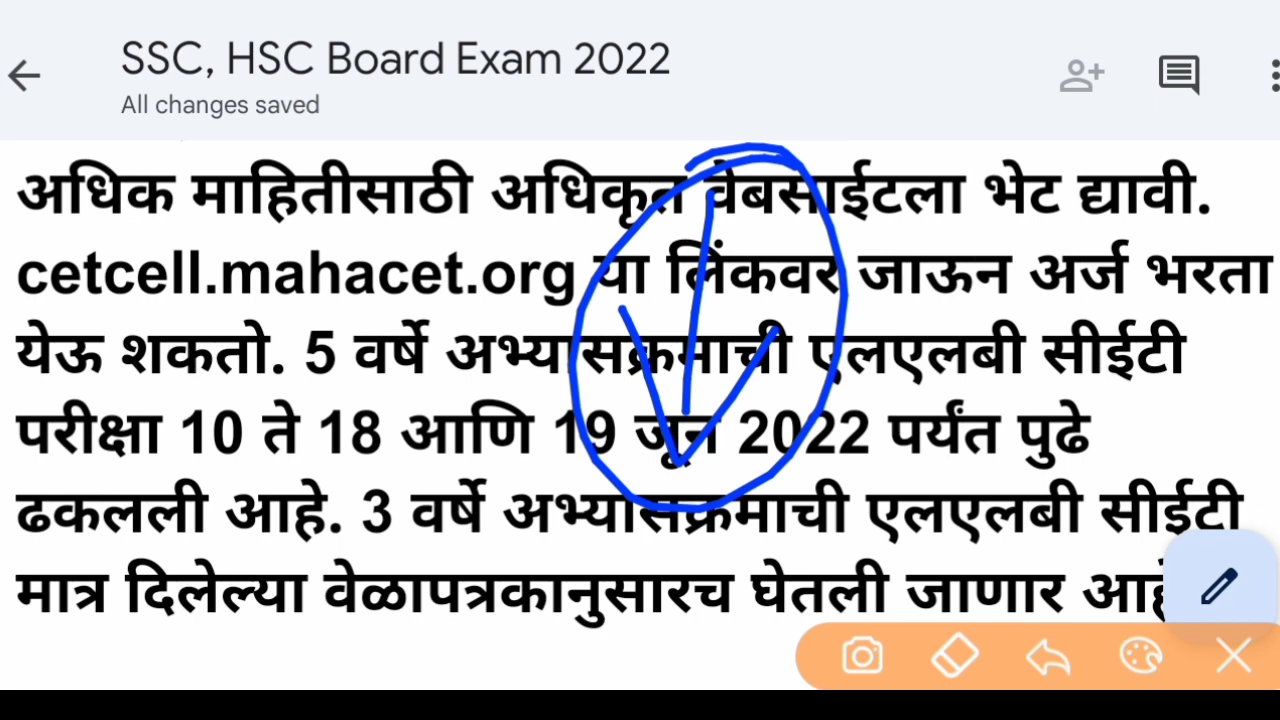 SSC, HSC Board Exam 2022
All changes saved
अधिक माहितीसाठी अधिकृत वेबसाईटला भेट द्यावी.
cetcell.mahacet.org या लिंकवर जाऊन अर्ज भरता
येऊ शकतो. 5 वर्षे अभ्यासक्रमाची एलएलबी सीईटी
परीक्षा 10 ते 18 आणि 19 जून 2022 पर्यंत पुढे
ढकलली आहे. 3 वर्षे अभ्यासक्रमाची एलएलबी सीईटी
मात्र दिलेल्या वेळापत्रकानुसारच घेतली जाणार आहे